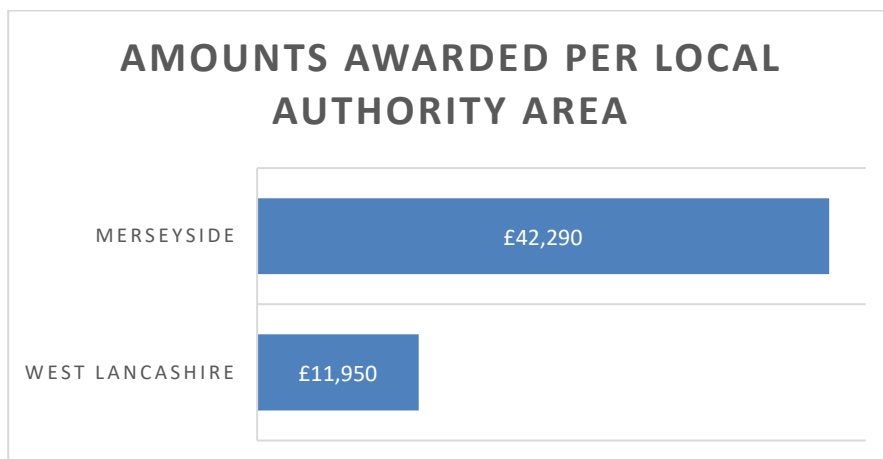 AMOUNTS AWARDED PER LOCAL
AUTHORITY AREA
MERSEYSIDE
£42,290
WEST LANCASHIRE
£11,950